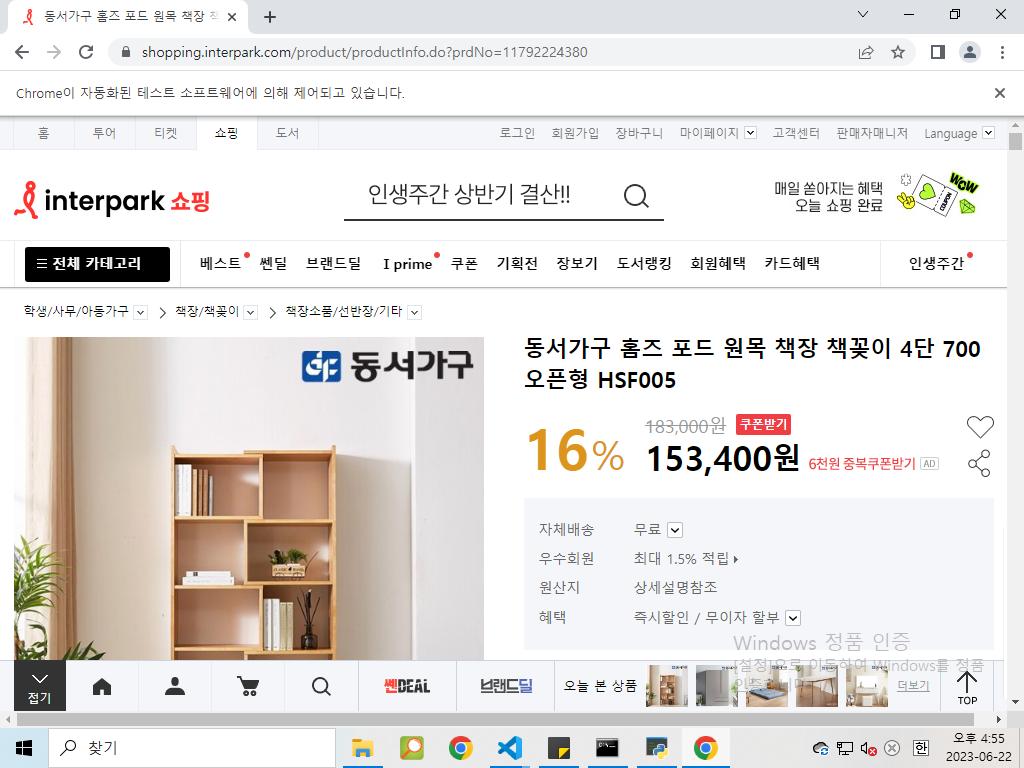 동서가구 홈즈 포드 원목 책장 책
shopping.interpark.com/product/productInfo.do?prdNo=11792224380
Chrome이 자동화된 테스트 소프트웨어에 의해 제어되고 있습니다.
홈 투어 티켓 쇼핑 도서 로그인 회원가입 장바구니 마이페이지 고객센터 판매자매니저 Language
interpark 쇼핑
인생주간 상반기 결산!!
매일 쏟아지는 혜택
오늘 쇼핑 완료
WOW
COUPON
전체 카테고리 베스트 쎈딜 브랜드딜 I prime 쿠폰 기획전 장보기 도서랭킹 회원혜택 카드혜택 인생주간
학생/사무/아동가구 책장/책꽂이 책장소품/선반장/기타
동서가구
동서가구 홈즈 포드 원목 책장 책꽂이 4단 700
오픈형 HSF005
16%
183,000원 쿠폰받기
153,400원 6천원 중복쿠폰받기 AD
자체배송 무료
우수회원 최대 1.5% 적립
원산지 상세설명참조
혜택 즉시할인 / 무이자 할부
Windows 정품 인증
[설정]으로 이동하여 Windows를 정품
접기
쎈DEAL
브랜드딜
오늘 본 상품
더보기
TOP
찾기
한
오후 4:55
2023-06-22